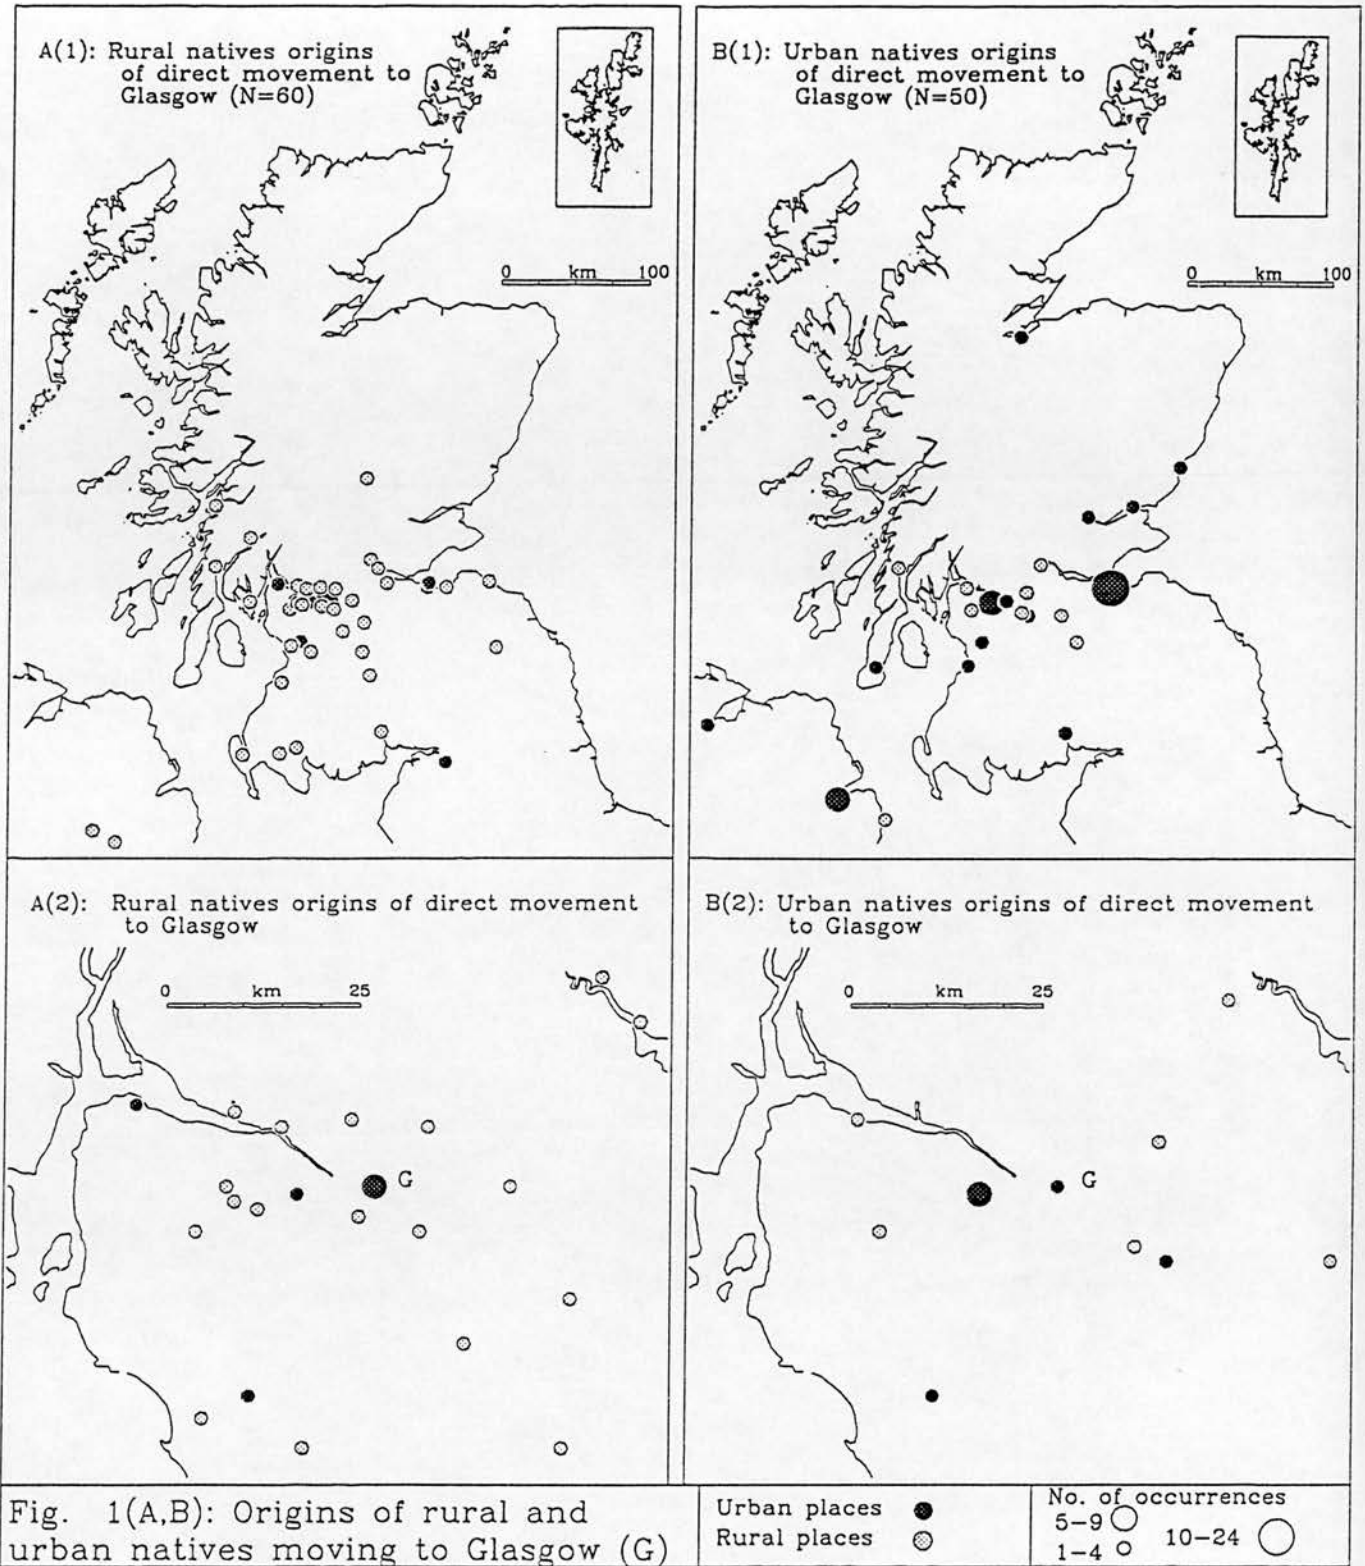 A(1): Rural natives origins
of direct movement to
Glasgow (N=60)
0 km 100
B(1): Urban natives origins
of direct movement to
Glasgow (N=50)
0 km 100
A(2): Rural natives origins of direct movement
to Glasgow
0 km 25
G
B(2): Urban natives origins of direct movement
to Glasgow
0 km 25
G
Fig. 1(A,B): Origins of rural and
urban natives moving to Glasgow (G)
Urban places
Rural places
No. of occurrences
5-9 10-24
1-4